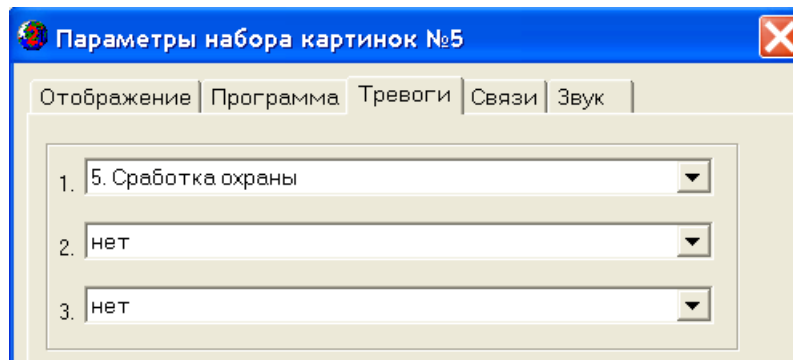 Параметры набора картинок №5
Отображение Программа Тревоги Связи Звук
1. 5. Сработка охраны
2. нет
3. нет